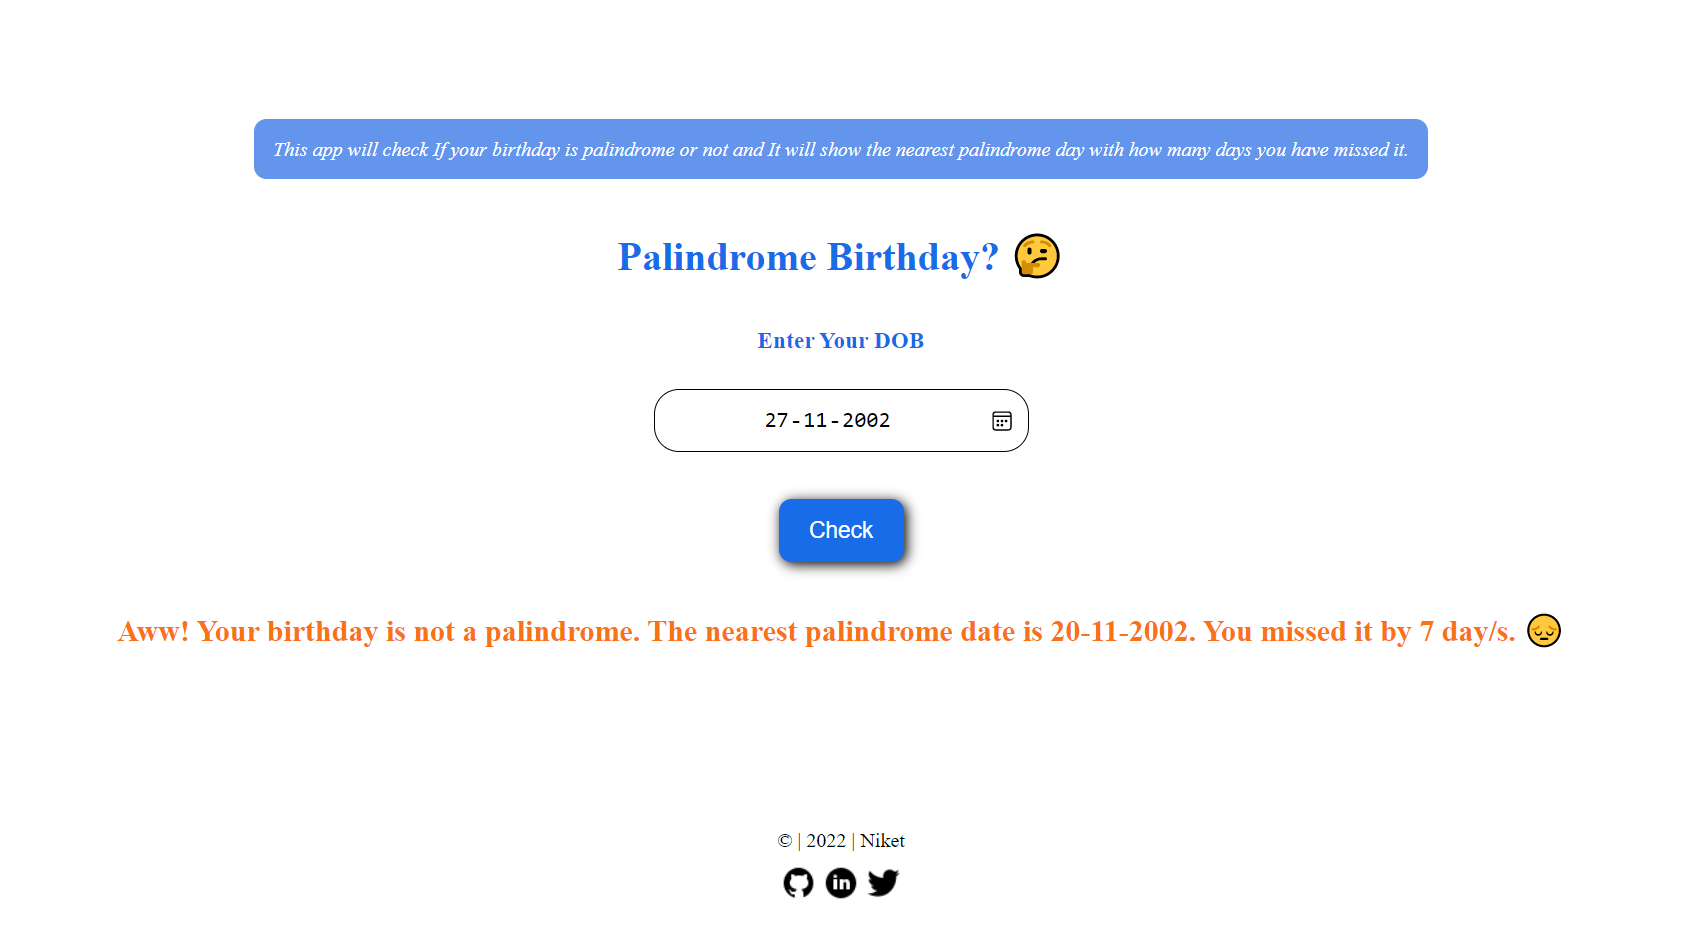 This app will check If your birthday is palindrome or not and It will show the nearest palindrome day with how many days you have missed it.
Palindrome Birthday? 🤔
Enter Your DOB
27-11-2002
Check
Aww! Your birthday is not a palindrome. The nearest palindrome date is 20-11-2002. You missed it by 7 day/s. 😔
© | 2022 | Niket
in